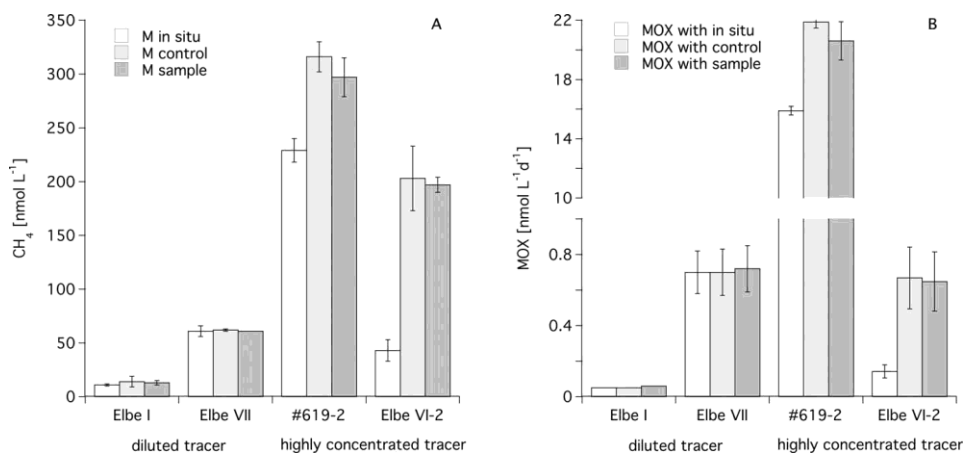 A
M in situ
M control
M sample
CH4 [nmol L-1]
350
300
250
200
150
100
50
0
Elbe I Elbe VII #619-2 Elbe VI-2
diluted tracer highly concentrated tracer
B
MOX with in situ
MOX with control
MOX with sample
MOX [nmol L-1d-1]
22
18
14
10
0.8
0.4
0
Elbe I Elbe VII #619-2 Elbe VI-2
diluted tracer highly concentrated tracer